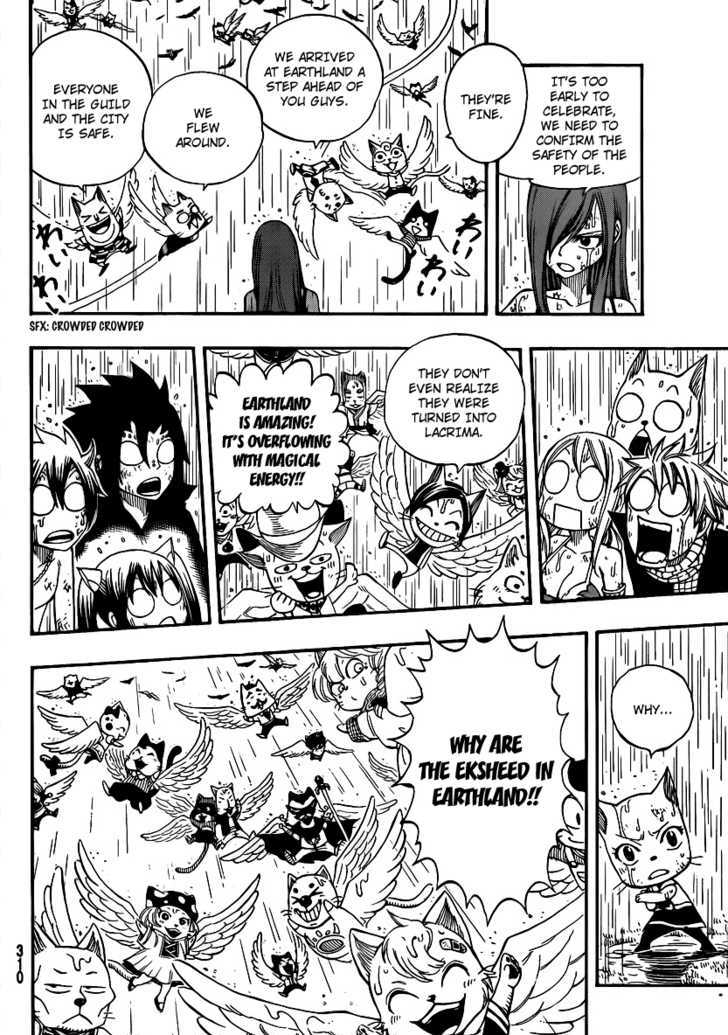 IT'S TOO
EARLY TO
CELEBRATE,
WE NEED TO
CONFIRM THE
SAFETY OF THE
PEOPLE.
THEY'RE
FINE.
WE ARRIVED
AT EARTHLAND A
STEP AHEAD OF
YOU GUYS.
WE
FLEW
AROUND.
EVERYONE
IN THE GUILD
AND THE CITY
IS SAFE.
わい
わい
わい
SFX: CROWDED CROWDED
THEY DON'T
EVEN REALIZE
THEY WERE
TURNED INTO
LACRIMA.
EARTHLAND
IS AMAZING!
IT'S OVERFLOWING
WITH MAGICAL
ENERGY!!
WHY...
WHY ARE
THE EKSHEED IN
EARTHLAND!!
310